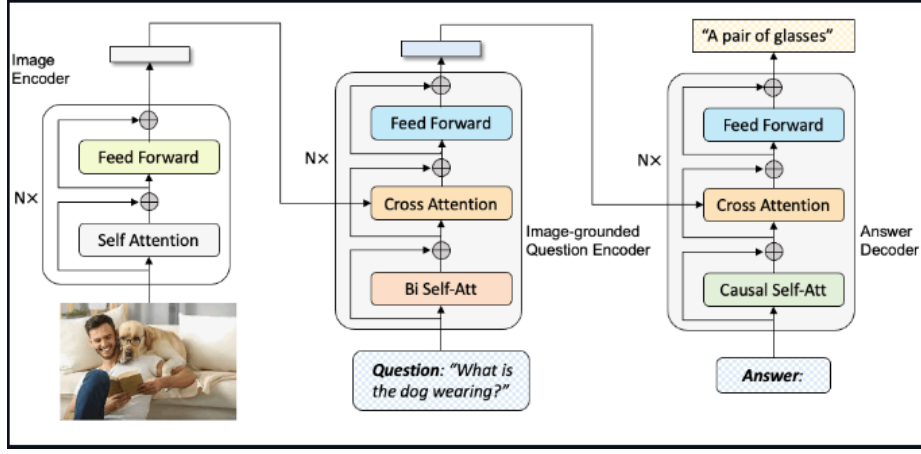 Image
Encoder
N×
Feed Forward
Self Attention
N×
Feed Forward
Cross Attention
Bi Self-Att
Image-grounded
Question Encoder
Question: “What is
the dog wearing?”
“A pair of glasses”
N×
Feed Forward
Cross Attention
Causal Self-Att
Answer
Decoder
Answer: